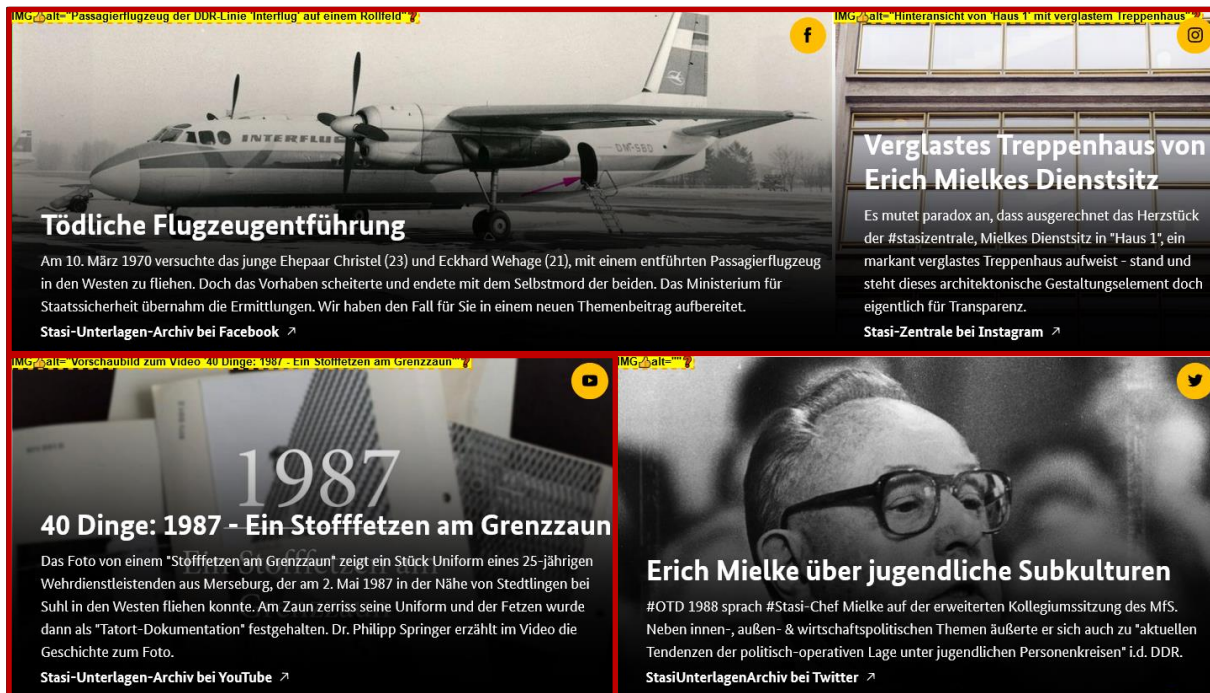 IMG👍alt="Passagierflugzeug der DDR-Linie 'Interflug' auf einem Rollfeld"❓
INTERFLUG
DM-SBD
Tödliche Flugzeugentführung
Am 10. März 1970 versuchte das junge Ehepaar Christel (23) und Eckhard Wehage (21), mit einem entführten Passagierflugzeug
in den Westen zu fliehen. Doch das Vorhaben scheiterte und endete mit dem Selbstmord der beiden. Das Ministerium für
Staatssicherheit übernahm die Ermittlungen. Wir haben den Fall für Sie in einem neuen Themenbeitrag aufbereitet.
Stasi-Unterlagen-Archiv bei Facebook ↗
IMG👍alt="Hinteransicht von 'Haus 1' mit verglastem Treppenhaus"❓
Verglastes Treppenhaus von
Erich Mielkes Dienstsitz
Es mutet paradox an, dass ausgerechnet das Herzstück
der #stasizentrale, Mielkes Dienstsitz in "Haus 1", ein
markant verglastes Treppenhaus aufweist - stand und
steht dieses architektonische Gestaltungselement doch
eigentlich für Transparenz.
Stasi-Zentrale bei Instagram ↗
IMG👍alt="Vorschaubild zum Video '40 Dinge: 1987 - Ein Stofffetzen am Grenzzaun'"❓
1987
Ein Stofffetzen am
Grenzzaun
40 Dinge: 1987 - Ein Stofffetzen am Grenzzaun
Das Foto von einem "Stofffetzen am Grenzzaun" zeigt ein Stück Uniform eines 25-jährigen
Wehrdienstleistenden aus Merseburg, der am 2. Mai 1987 in der Nähe von Stedtlingen bei
Suhl in den Westen fliehen konnte. Am Zaun zerriss seine Uniform und der Fetzen wurde
dann als "Tatort-Dokumentation" festgehalten. Dr. Philipp Springer erzählt im Video die
Geschichte zum Foto.
Stasi-Unterlagen-Archiv bei YouTube ↗
IMG👍alt=""❓
Erich Mielke über jugendliche Subkulturen
#OTD 1988 sprach #Stasi-Chef Mielke auf der erweiterten Kollegiumssitzung des MfS.
Neben innen-, außen- & wirtschaftspolitischen Themen äußerte er sich auch zu "aktuellen
Tendenzen der politisch-operativen Lage unter jugendlichen Personenkreisen" i.d. DDR.
StasiUnterlagenArchiv bei Twitter ↗